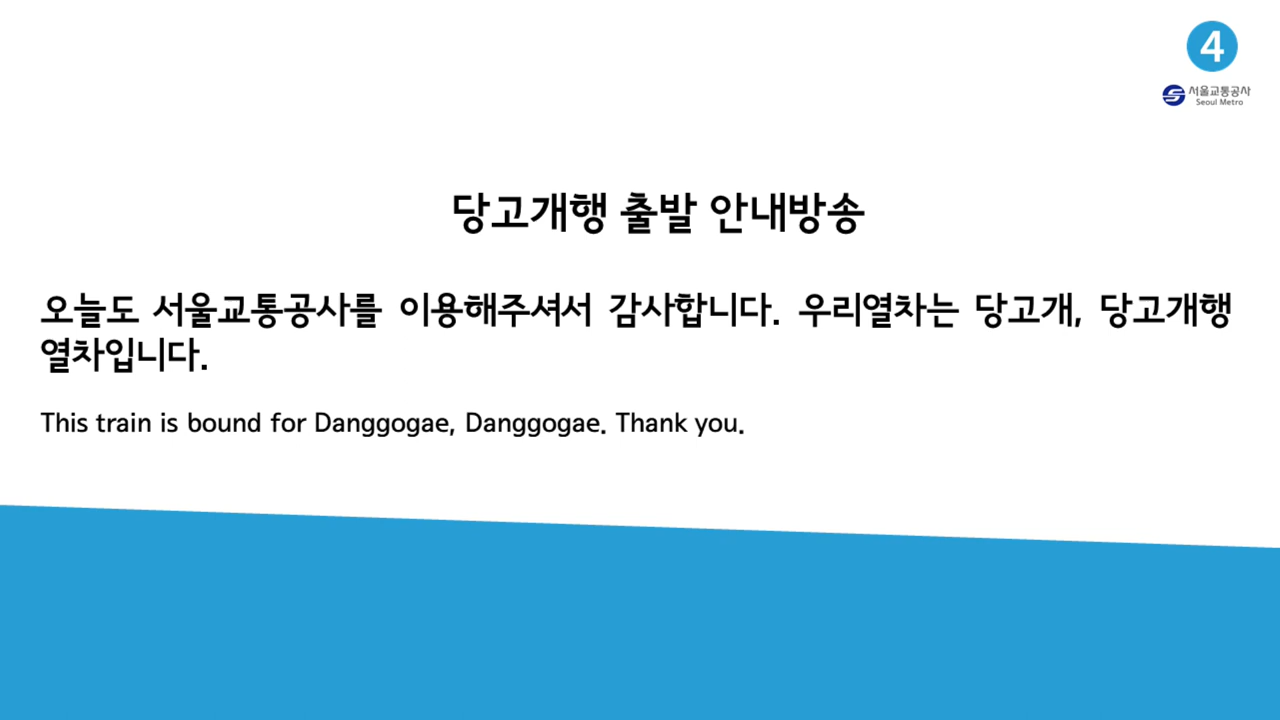 4
서울교통공사
Seoul Metro
당고개행 출발 안내방송
오늘도 서울교통공사를 이용해주셔서 감사합니다. 우리열차는 당고개, 당고개행
열차입니다.
This train is bound for Danggogae, Danggogae. Thank you.